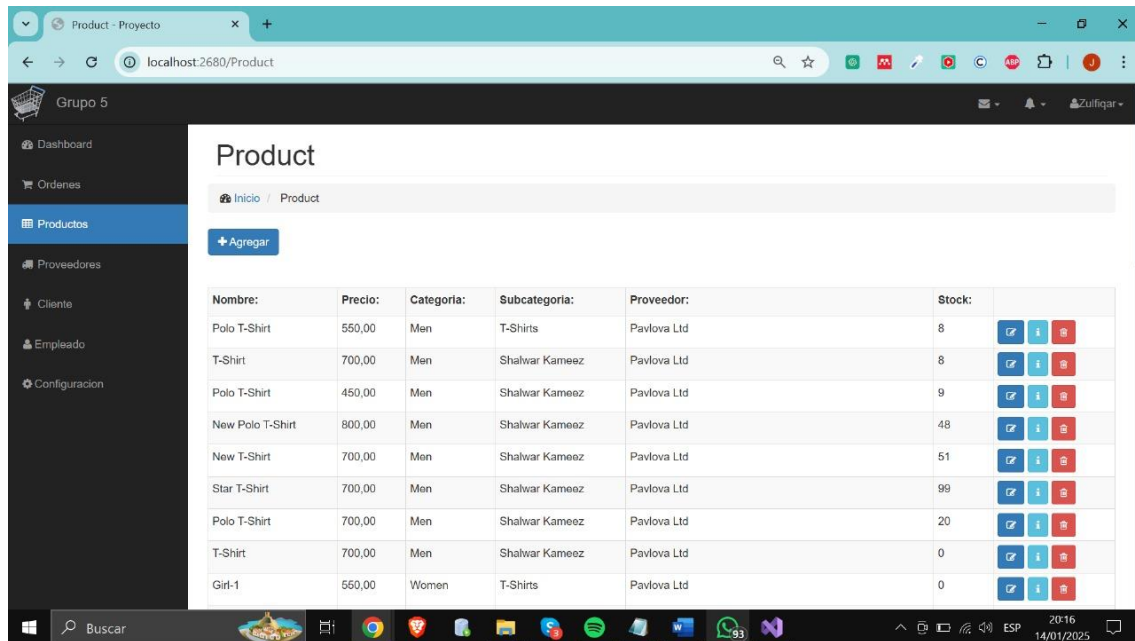 Product - Proyecto
localhost:2680/Product
ABP
J
Grupo 5
Zulfiqar
Dashboard
Product
Ordenes
Inicio / Product
Productos
+ Agregar
Proveedores
Cliente
Empleado
Configuracion
Nombre: Precio: Categoria: Subcategoria: Proveedor: Stock:
Polo T-Shirt 550,00 Men T-Shirts Pavlova Ltd 8
T-Shirt 700,00 Men Shalwar Kameez Pavlova Ltd 8
Polo T-Shirt 450,00 Men Shalwar Kameez Pavlova Ltd 9
New Polo T-Shirt 800,00 Men Shalwar Kameez Pavlova Ltd 48
New T-Shirt 700,00 Men Shalwar Kameez Pavlova Ltd 51
Star T-Shirt 700,00 Men Shalwar Kameez Pavlova Ltd 99
Polo T-Shirt 700,00 Men Shalwar Kameez Pavlova Ltd 20
T-Shirt 700,00 Men Shalwar Kameez Pavlova Ltd 0
Girl-1 550,00 Women T-Shirts Pavlova Ltd 0
Buscar
93
ESP
20:16
14/01/2025